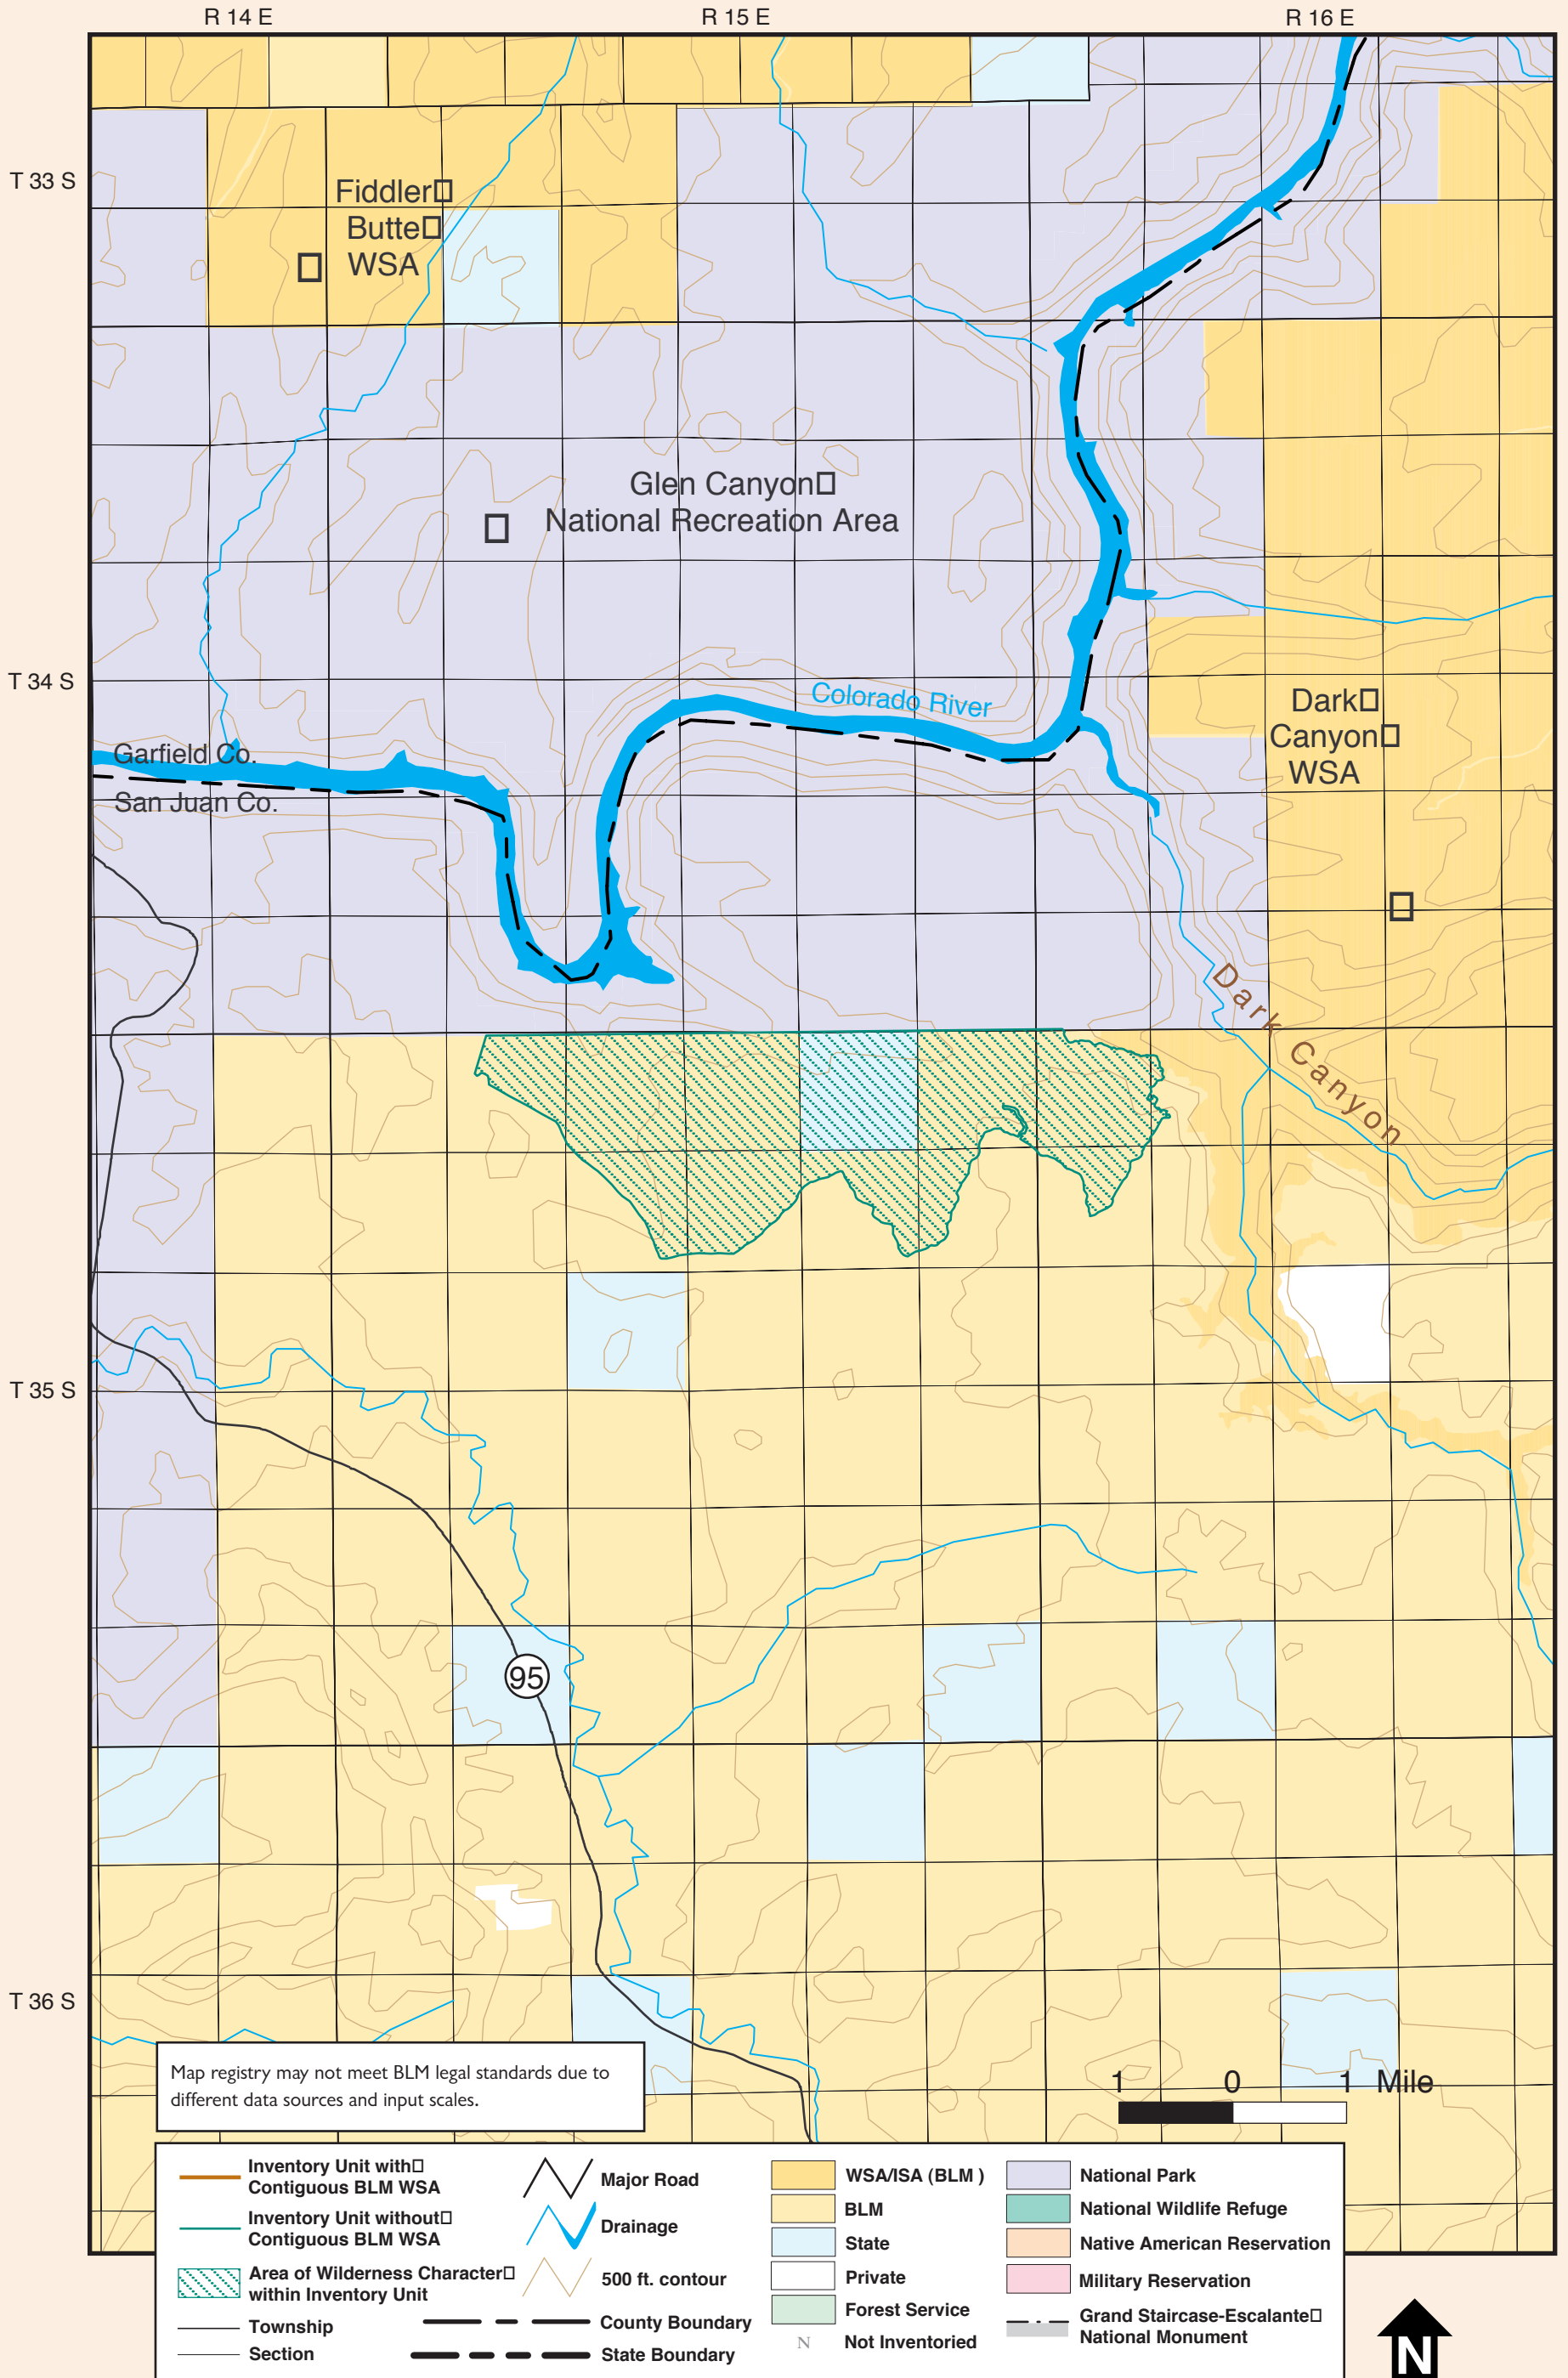 R 14 E R 15 E R 16 E
T 33 S
Fiddler
Butte
WSA
Glen Canyon
National Recreation Area
T 34 S
Colorado River
Dark
Canyon
WSA
Garfield Co.
San Juan Co.
Dark Canyon
T 35 S
95
T 36 S
Map registry may not meet BLM legal standards due to
different data sources and input scales.
1 0 1 Mile
Inventory Unit with
Contiguous BLM WSA
Inventory Unit without
Contiguous BLM WSA
Area of Wilderness Character
within Inventory Unit
Township
Section
Major Road
Drainage
500 ft. contour
County Boundary
State Boundary
WSA/ISA (BLM )
BLM
State
Private
Forest Service
N Not Inventoried
National Park
National Wildlife Refuge
Native American Reservation
Military Reservation
Grand Staircase-Escalante
National Monument
N